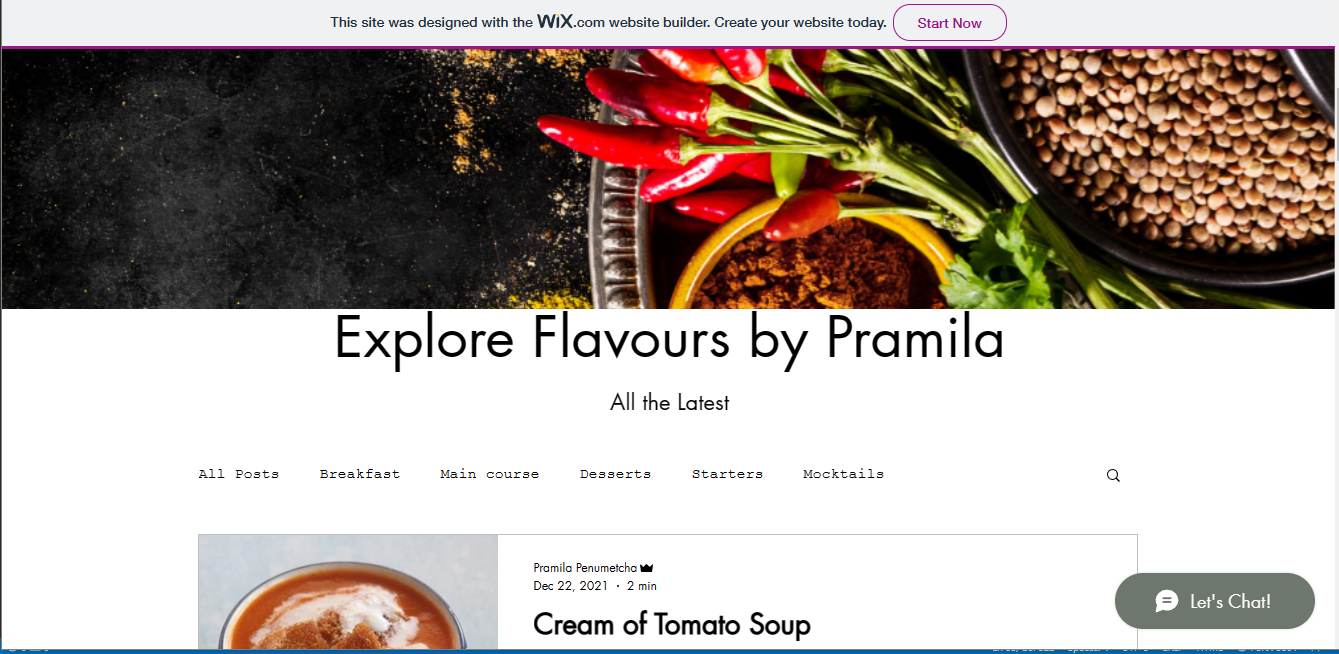 This site was designed with the WiX.com website builder. Create your website today. Start Now
Explore Flavours by Pramila
All the Latest
All Posts Breakfast Main course Desserts Starters Mocktails
Pramila Penumetcha
Dec 22, 2021 · 2 min
Cream of Tomato Soup
Let's Chat!